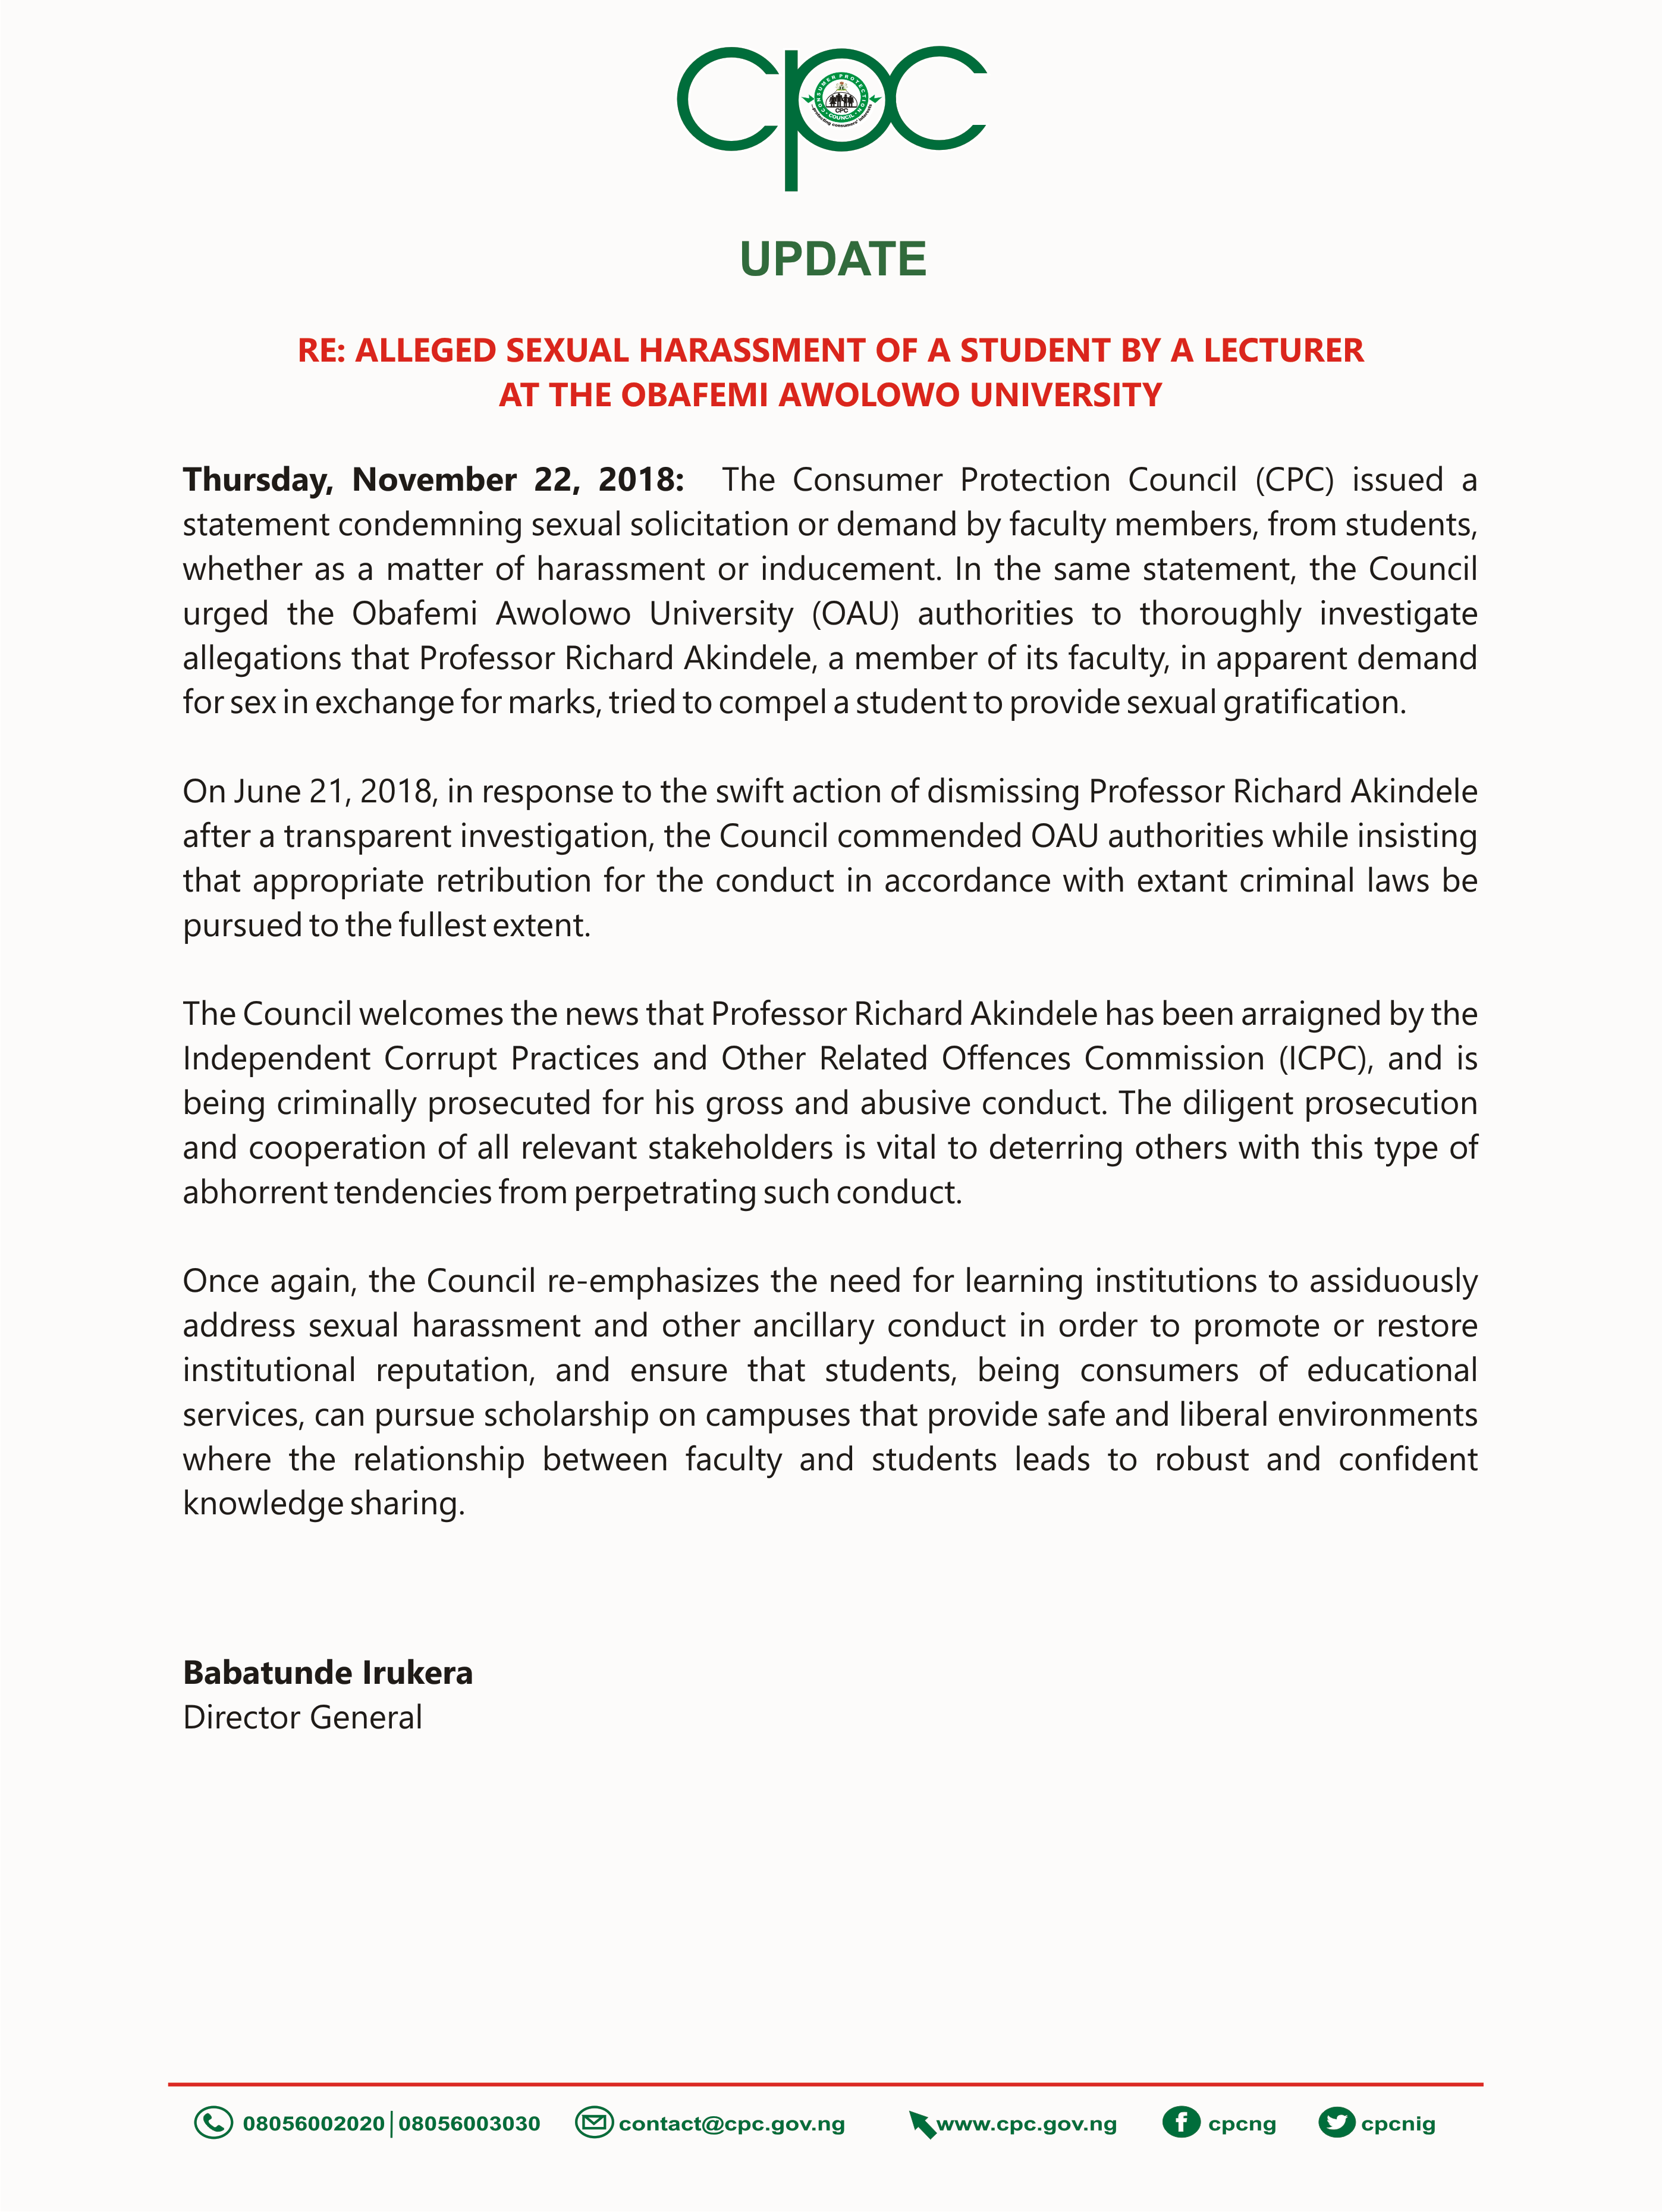 cpc
CONSUMER PROTECTION
CPC
COUNCIL
UPDATE
RE: ALLEGED SEXUAL HARASSMENT OF A STUDENT BY A LECTURER
AT THE OBAFEMI AWOLOWO UNIVERSITY
Thursday, November 22, 2018: The Consumer Protection Council (CPC) issued a
statement condemning sexual solicitation or demand by faculty members, from students,
whether as a matter of harassment or inducement. In the same statement, the Council
urged the Obafemi Awolowo University (OAU) authorities to thoroughly investigate
allegations that Professor Richard Akindele, a member of its faculty, in apparent demand
for sex in exchange for marks, tried to compel a student to provide sexual gratification.
On June 21, 2018, in response to the swift action of dismissing Professor Richard Akindele
after a transparent investigation, the Council commended OAU authorities while insisting
that appropriate retribution for the conduct in accordance with extant criminal laws be
pursued to the fullest extent.
The Council welcomes the news that Professor Richard Akindele has been arraigned by the
Independent Corrupt Practices and Other Related Offences Commission (ICPC), and is
being criminally prosecuted for his gross and abusive conduct. The diligent prosecution
and cooperation of all relevant stakeholders is vital to deterring others with this type of
abhorrent tendencies from perpetrating such conduct.
Once again, the Council re-emphasizes the need for learning institutions to assiduously
address sexual harassment and other ancillary conduct in order to promote or restore
institutional reputation, and ensure that students, being consumers of educational
services, can pursue scholarship on campuses that provide safe and liberal environments
where the relationship between faculty and students leads to robust and confident
knowledge sharing.
Babatunde Irukera
Director General
08056002020|08056003030 contact@cpc.gov.ng www.cpc.gov.ng cpcng cpcnig